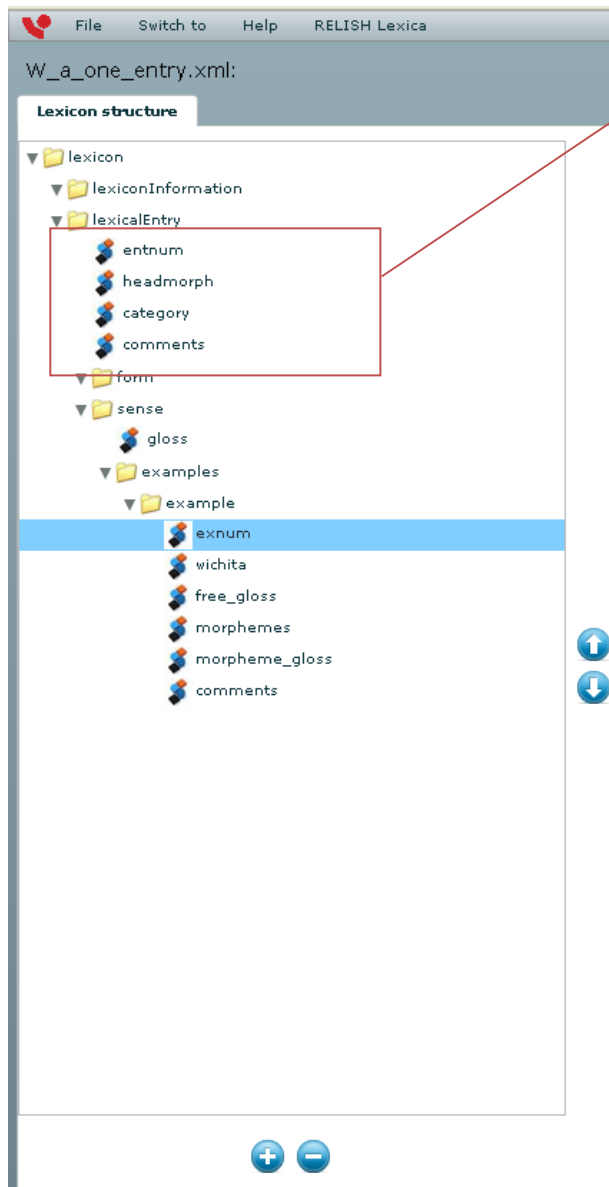 File Switch to Help RELISH Lexica
W_a_one_entry.xml:
Lexicon structure
lexicon
lexiconInformation
lexicalEntry
entnum
headmorph
category
comments
form
sense
gloss
examples
example
exnum
wichita
free_gloss
morphemes
morpheme_gloss
comments